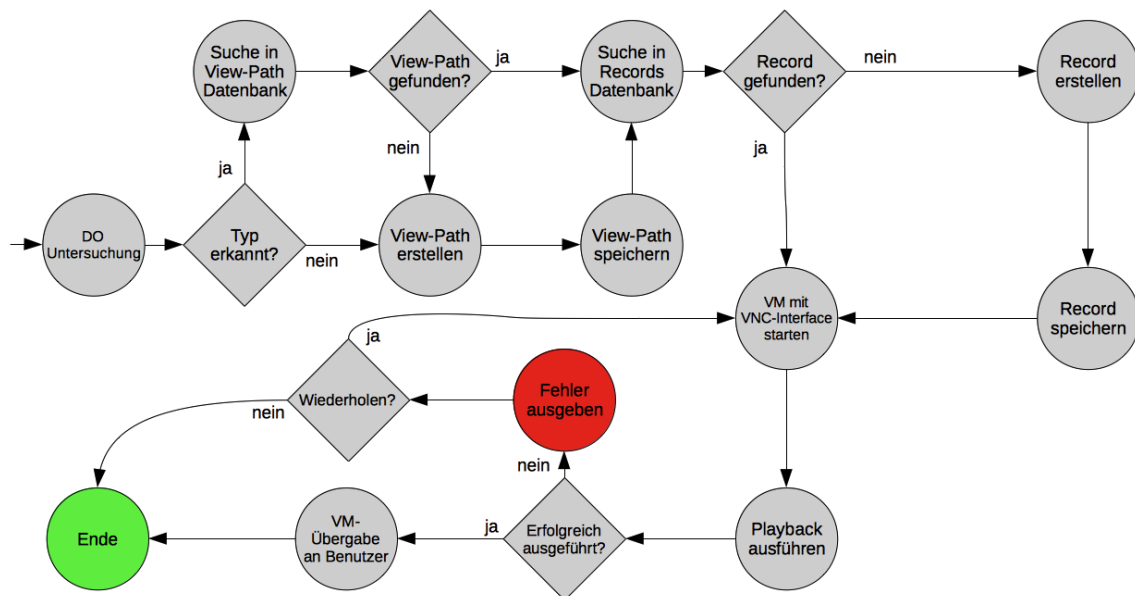 Suche in
View-Path
Datenbank
View-Path
gefunden?
ja
Suche in
Records
Datenbank
Record
gefunden?
nein
Record
erstellen
ja
nein
ja
DO
Untersuchung
Typ
erkannt?
nein
View-Path
erstellen
View-Path
speichern
VM mit
VNC-Interface
starten
Record
speichern
ja
Wiederholen?
nein
Fehler
ausgeben
nein
Ende
VM-
Übergabe
an Benutzer
ja
Erfolgreich
ausgeführt?
Playback
ausführen